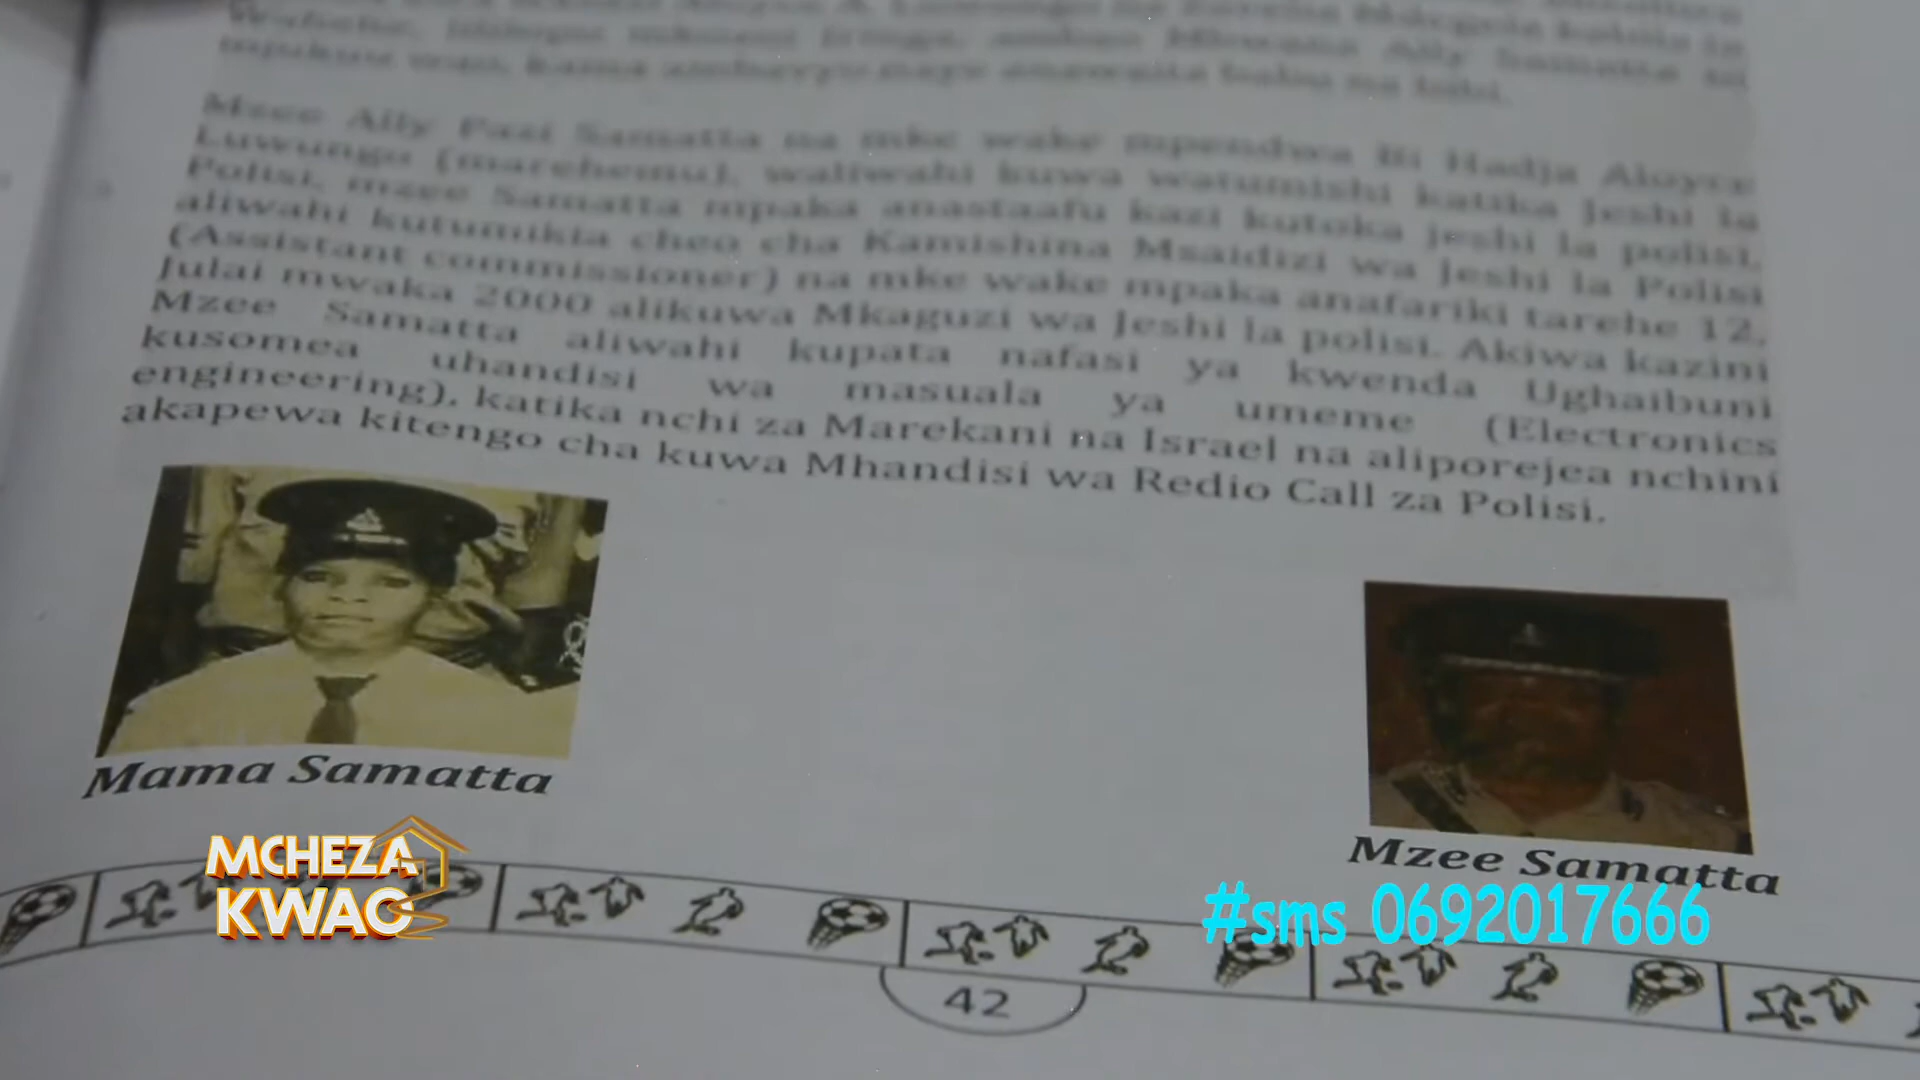 Mzee Ally Pazi Samatta na mke wake mpendwa Bi Hadja Aloyce
Luwungo (marehemu), waliwahi kuwa watumishi katika Jeshi la
Polisi, mzee Samatta mpaka anastaafu kazi kutoka jeshi la polisi,
aliwahi kutumikia cheo cha Kamishina Msaidizi wa Jeshi la Polisi
(Assistant commissioner) na mke wake mpaka anafariki tarehe 12,
Julai mwaka 2000 alikuwa Mkaguzi wa Jeshi la polisi. Akiwa kazini
Mzee Samatta aliwahi kupata nafasi ya kwenda Ughaibuni
kusomea uhandisi wa masuala ya umeme (Electronics
engineering), katika nchi za Marekani na Israel na aliporejea nchini
akapewa kitengo cha kuwa Mhandisi wa Redio Call za Polisi.
Mama Samatta
Mzee Samatta
MCHEZA
KWAO
#sms 0692017666
42